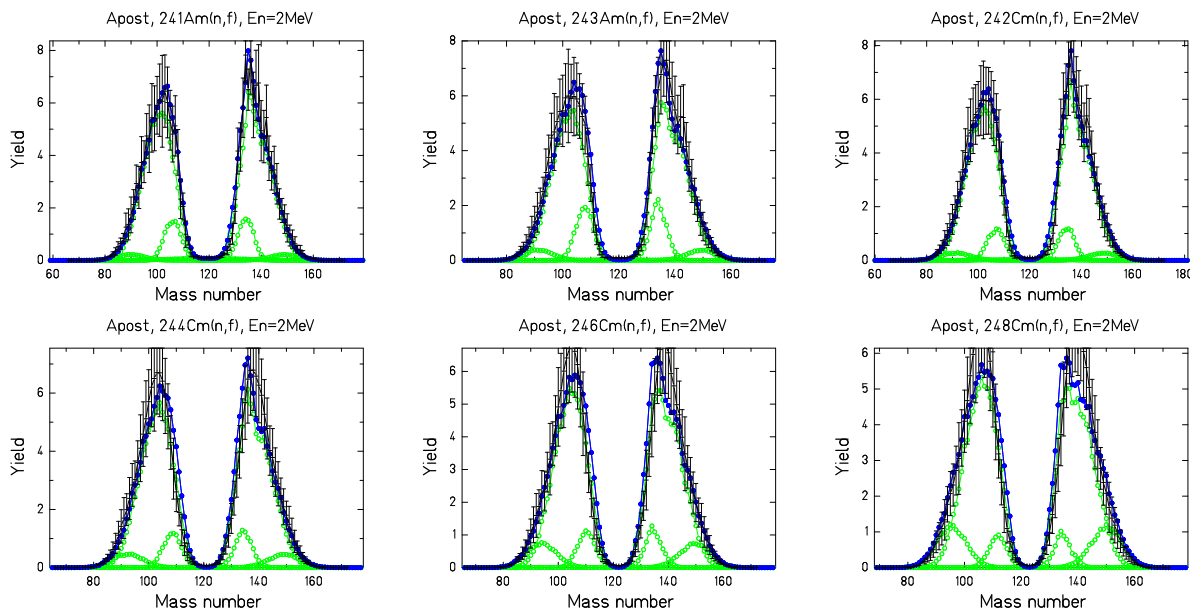 Apost, 241Am(n,f), En=2MeV
Apost, 243Am(n,f), En=2MeV
Apost, 242Cm(n,f), En=2MeV
8
6
4
2
0
Yield
60 80 100 120 140 160
Mass number
8
6
4
2
0
Yield
80 100 120 140 160
Mass number
8
6
4
2
0
Yield
60 80 100 120 140 160 180
Mass number
Apost, 244Cm(n,f), En=2MeV
Apost, 246Cm(n,f), En=2MeV
Apost, 248Cm(n,f), En=2MeV
6
4
2
0
Yield
80 100 120 140 160
Mass number
6
5
4
3
2
1
0
Yield
80 100 120 140 160
Mass number
6
5
4
3
2
1
0
Yield
80 100 120 140 160
Mass number